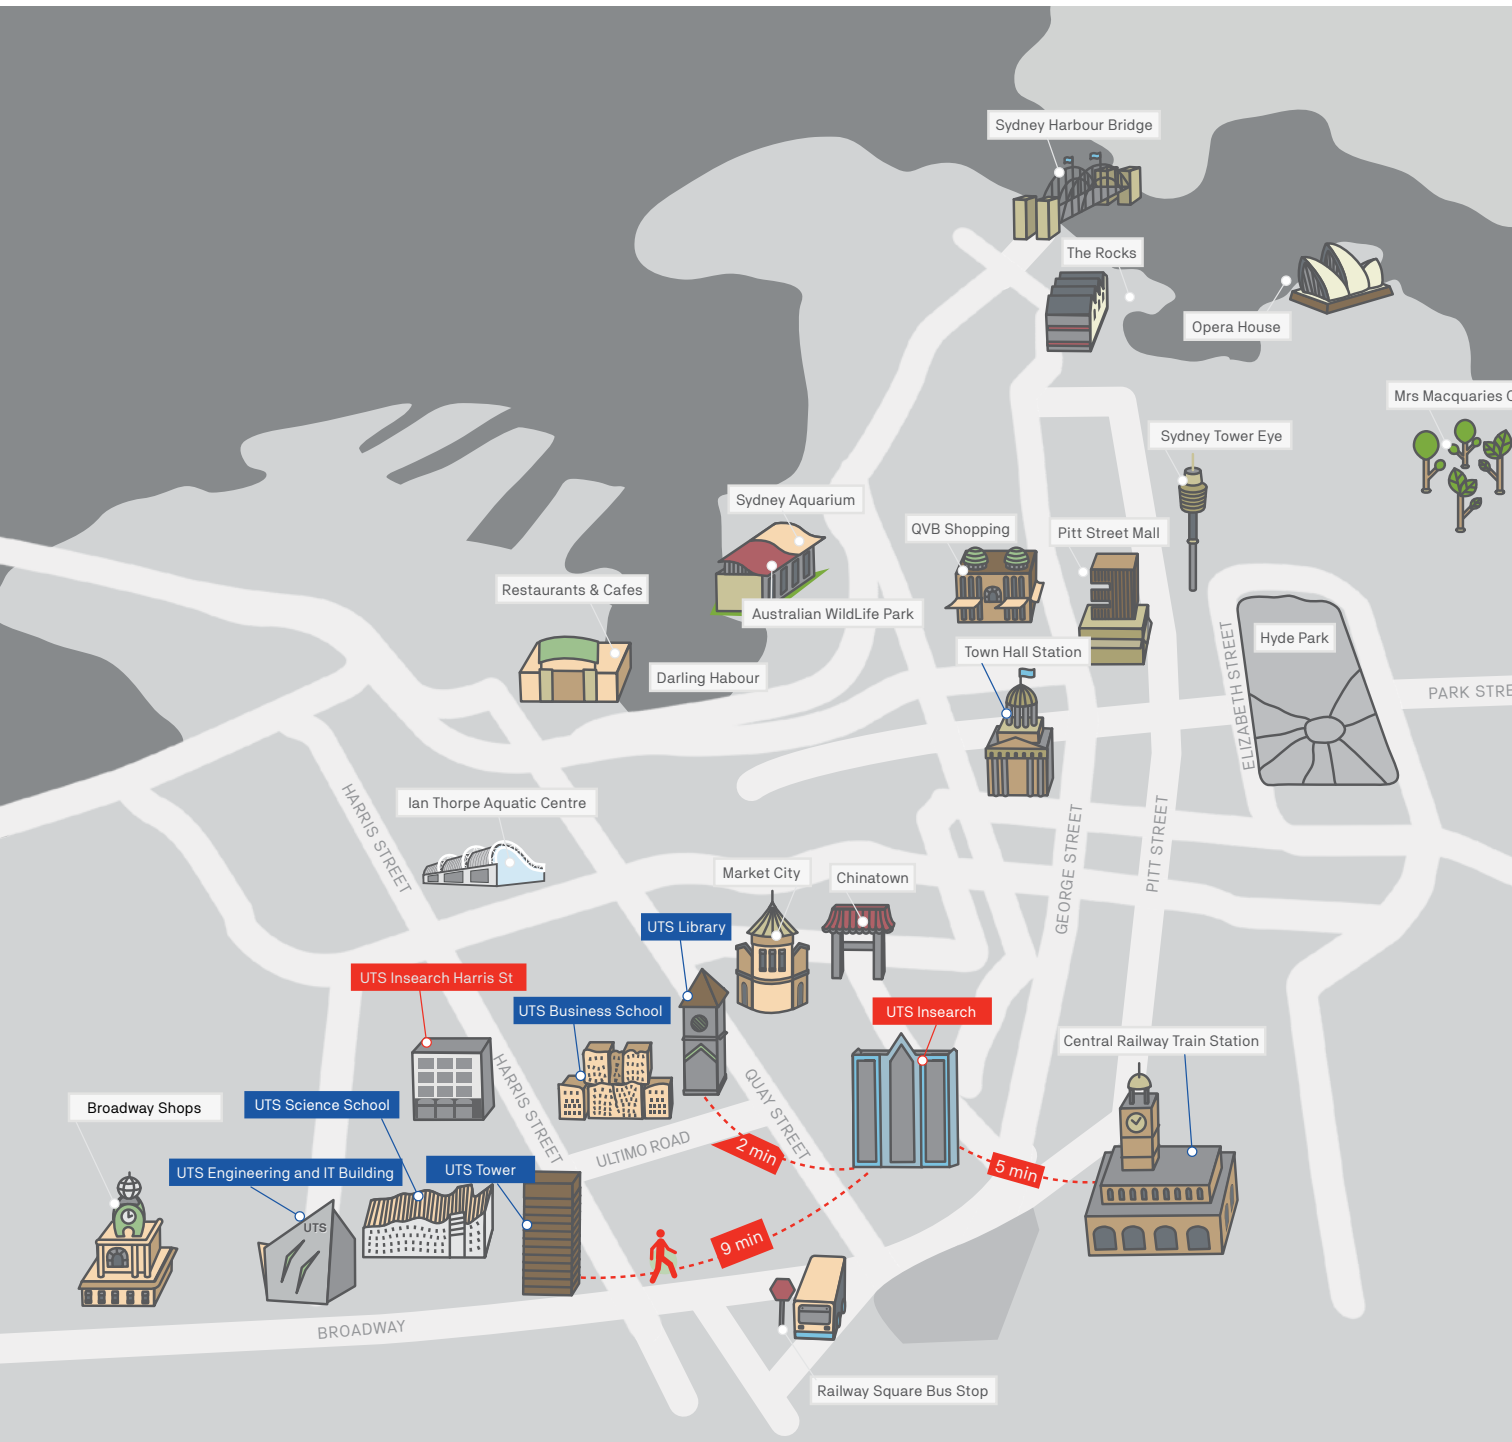 Sydney Harbour Bridge
The Rocks
Opera House
Mrs Macquaries C
Sydney Tower Eye
Sydney Aquarium
QVB Shopping
Pitt Street Mall
Restaurants & Cafes
Australian WildLife Park
Hyde Park
Town Hall Station
Darling Habour
ELIZABETH STREET
PARK STRE
HARRIS STREET
Ian Thorpe Aquatic Centre
GEORGE STREET
PITT STREET
Market City
Chinatown
UTS Library
UTS Insearch Harris St
UTS Business School
UTS Insearch
Central Railway Train Station
HARRIS STREET
QUAY STREET
Broadway Shops
UTS Science School
ULTIMO ROAD
2 min
5 min
UTS Engineering and IT Building
UTS Tower
UTS
9 min
BROADWAY
Railway Square Bus Stop